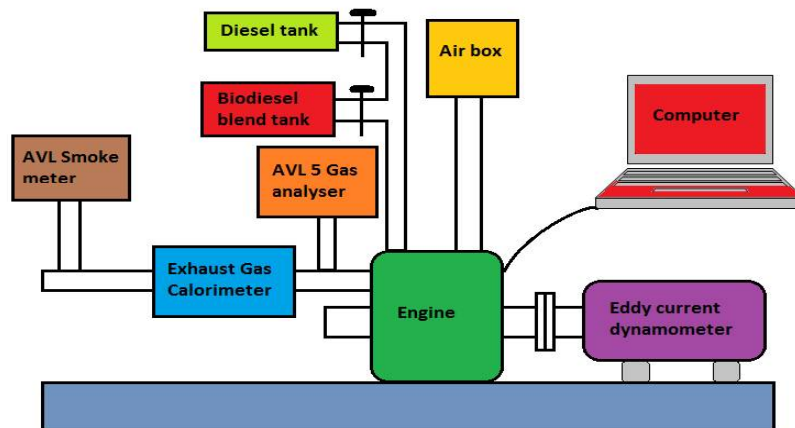 Diesel tank
Air box
Biodiesel
blend tank
Computer
AVL Smoke
meter
AVL 5 Gas
analyser
Exhaust Gas
Calorimeter
Engine
Eddy current
dynamometer